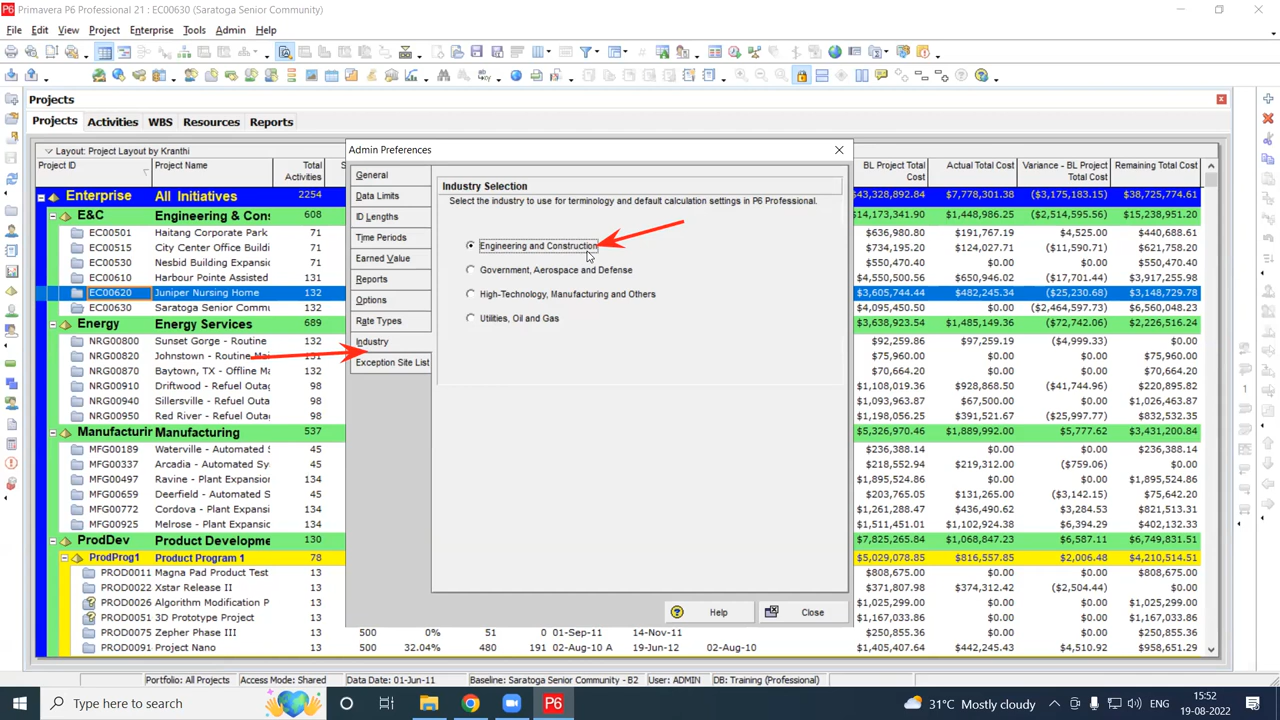 Primavera P6 Professional 21 : EC00630 (Saratoga Senior Community)
File Edit View Project Enterprise Tools Admin Help
Projects
Projects Activities WBS Resources Reports
Layout: Project Layout by Kranthi
Project ID Project Name Total Activities BL Project Total Cost Actual Total Cost Variance - BL Project Total Cost Remaining Total Cost
Enterprise All Initiatives 2254 $43,328,892.84 $7,778,301.38 ($3,175,183.15) $38,725,774.61
E&C Engineering & Cons 608 $14,173,341.90 $1,448,986.25 ($2,514,595.56) $15,238,951.20
EC00501 Haitang Corporate Park 71 $636,980.80 $191,767.19 $4,525.00 $621,758.60
EC00515 City Center Office Buildi 71 $734,195.20 $124,027.71 ($11,590.71) $621,758.20
EC00530 Nesbid Building Expans 71 $550,470.40 $0.00 $0.00 $550,470.40
EC00610 Harbour Pointe Assisted 131 $4,550,500.56 $650,946.02 ($17,701.44) $3,917,255.98
EC00620 Juniper Nursing Home 132 $3,605,744.44 $482,245.34 ($25,230.68) $3,148,729.78
EC00630 Saratoga Senior Commu 132 $4,095,450.50 $0.00 ($2,464,597.73) $6,560,048.23
Energy Energy Services 689 $3,638,923.54 $1,485,149.36 ($72,742.34) $2,226,516.24
NRG00800 Sunset Gorge - Routine 132 $92,259.86 $97,259.19 ($4,999.33) $0.00
NRG00820 Johnstown - Routine Mai $75,960.00 $0.00 $0.00 $75,960.00
NRG00870 Baytown, TX - Offline M $70,664.20 $0.00 $0.00 $70,664.20
NRG00940 Driftwood - Refuel Outag 98 $1,108,019.36 $928,868.50 ($41,744.96) $220,895.82
NRG00945 Sillersville - Refuel Outag 98 $1,093,963.87 $67,500.00 $0.00 $1,026,463.87
NRG00950 Red River - Refuel Outag 98 $1,198,056.25 $391,521.67 ($25,997.77) $832,532.35
Manufacturir Manufacturing 537 $5,326,970.46 $1,889,992.00 $5,777.62 $3,431,200.84
MFG00189 Waterville - Automated S 45 $236,388.14 $0.00 $0.00 $236,388.14
MFG00337 Arcadia - Automated Sy 45 $218,552.94 $219,312.00 ($759.06) $0.00
MFG00497 Ravine - Plant Expansion 134 $1,895,524.86 $0.00 $0.00 $1,895,524.86
MFG00659 Deerfield - Automated S 45 $203,765.05 $131,265.00 ($3,142.15) $75,642.20
MFG00772 Cordova - Plant Expansi 134 $1,261,288.47 $436,490.62 $3,284.53 $821,513.31
MFG00925 Melrose - Plant Expansic 134 $1,511,451.01 $1,102,924.38 $6,394.29 $402,132.33
ProdDev Product Developme 130 $7,825,265.84 $1,068,847.23 $6,587.11 $6,749,831.51
ProdProg1 Product Program 1 78 $5,029,078.85 $816,557.85 $2,006.48 $4,210,514.51
PROD0011 Magna Pad Product Test 13 $808,675.00 $0.00 $0.00 $808,675.00
PROD0022 Xstar Release II 13 $371,807.98 $374,312.42 ($2,504.44) $0.00
PROD0026 Algorithm Modification P 13 $1,025,299.00 $0.00 $0.00 $1,025,299.00
PROD0051 3D Prototype Project 13 $1,167,033.86 $0.00 $0.00 $1,167,033.86
PROD0075 Zepher Phase III 13 500 0% 51 0 01-Sep-11 14-Nov-11 $250,855.36 $0.00 $0.00 $250,855.36
PROD0091 Project Nano 13 500 32.04% 480 191 02-Aug-10 A 19-Jun-12 02-Aug-10 $1,405,407.64 $442,245.43 $4,510.92 $958,651.29
Admin Preferences
General
Data Limits
ID Lengths
Time Periods
Earned Value
Reports
Options
Rate Types
Industry
Exception Site List
Industry Selection
Select the industry to use for terminology and default calculation settings in P6 Professional.
Engineering and Construction
Government, Aerospace and Defense
High-Technology, Manufacturing and Others
Utilities, Oil and Gas
Help Close
Portfolio: All Projects Access Mode: Shared Data Date: 01-Jun-11 Baseline: Saratoga Senior Community - B2 User: ADMIN DB: Training (Professional)
Type here to search
31°C Mostly cloudy
ENG
15:52
19-08-2022